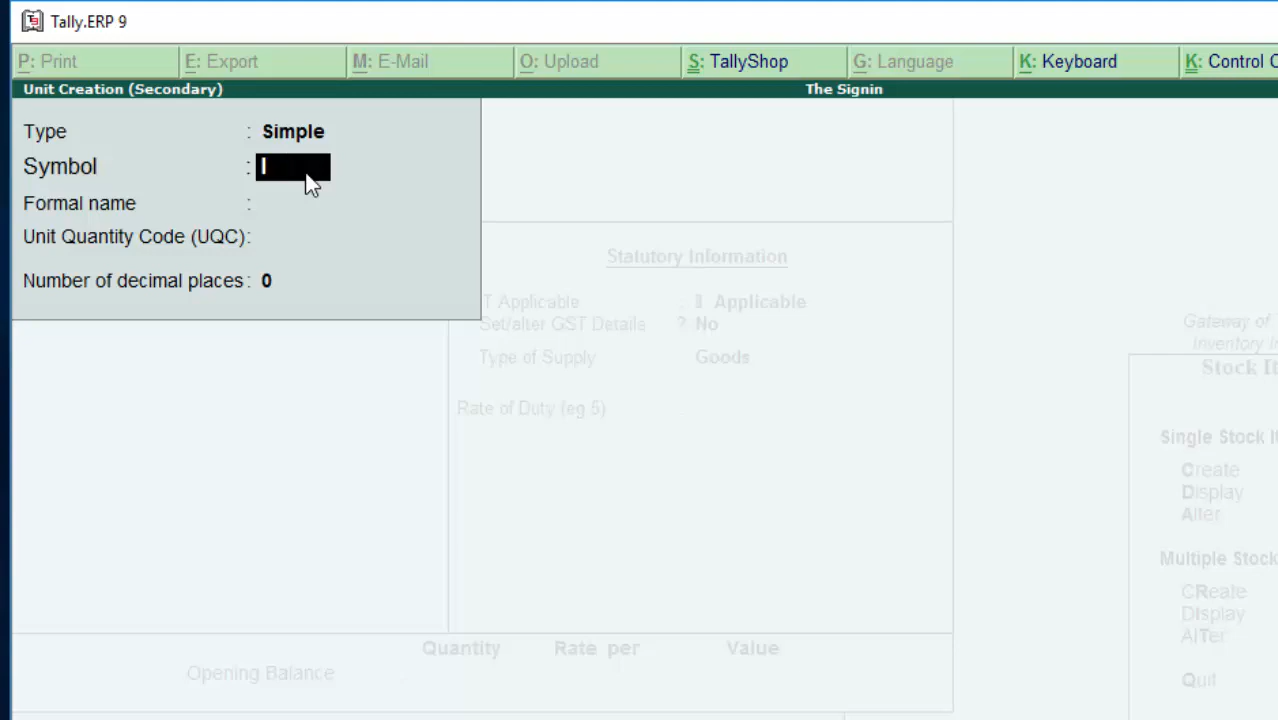 Tally.ERP 9
P: Print E: Export M: E-Mail O: Upload S: TallyShop G: Language K: Keyboard K: Control
Unit Creation (Secondary) The Signin
Type : Simple
Symbol :
Formal name :
Unit Quantity Code (UQC):
Number of decimal places : 0
Statutory Information
T Applicable : Applicable
Set/alter GST Details ? No
Type of Supply Goods
Rate of Duty (eg 5)
Gateway of
Inventory
Stock
Single Stock
Create
Display
Alter
Multiple Stock
CReate
DIsplay
AlTer
Quit
Quantity Rate per Value
Opening Balance